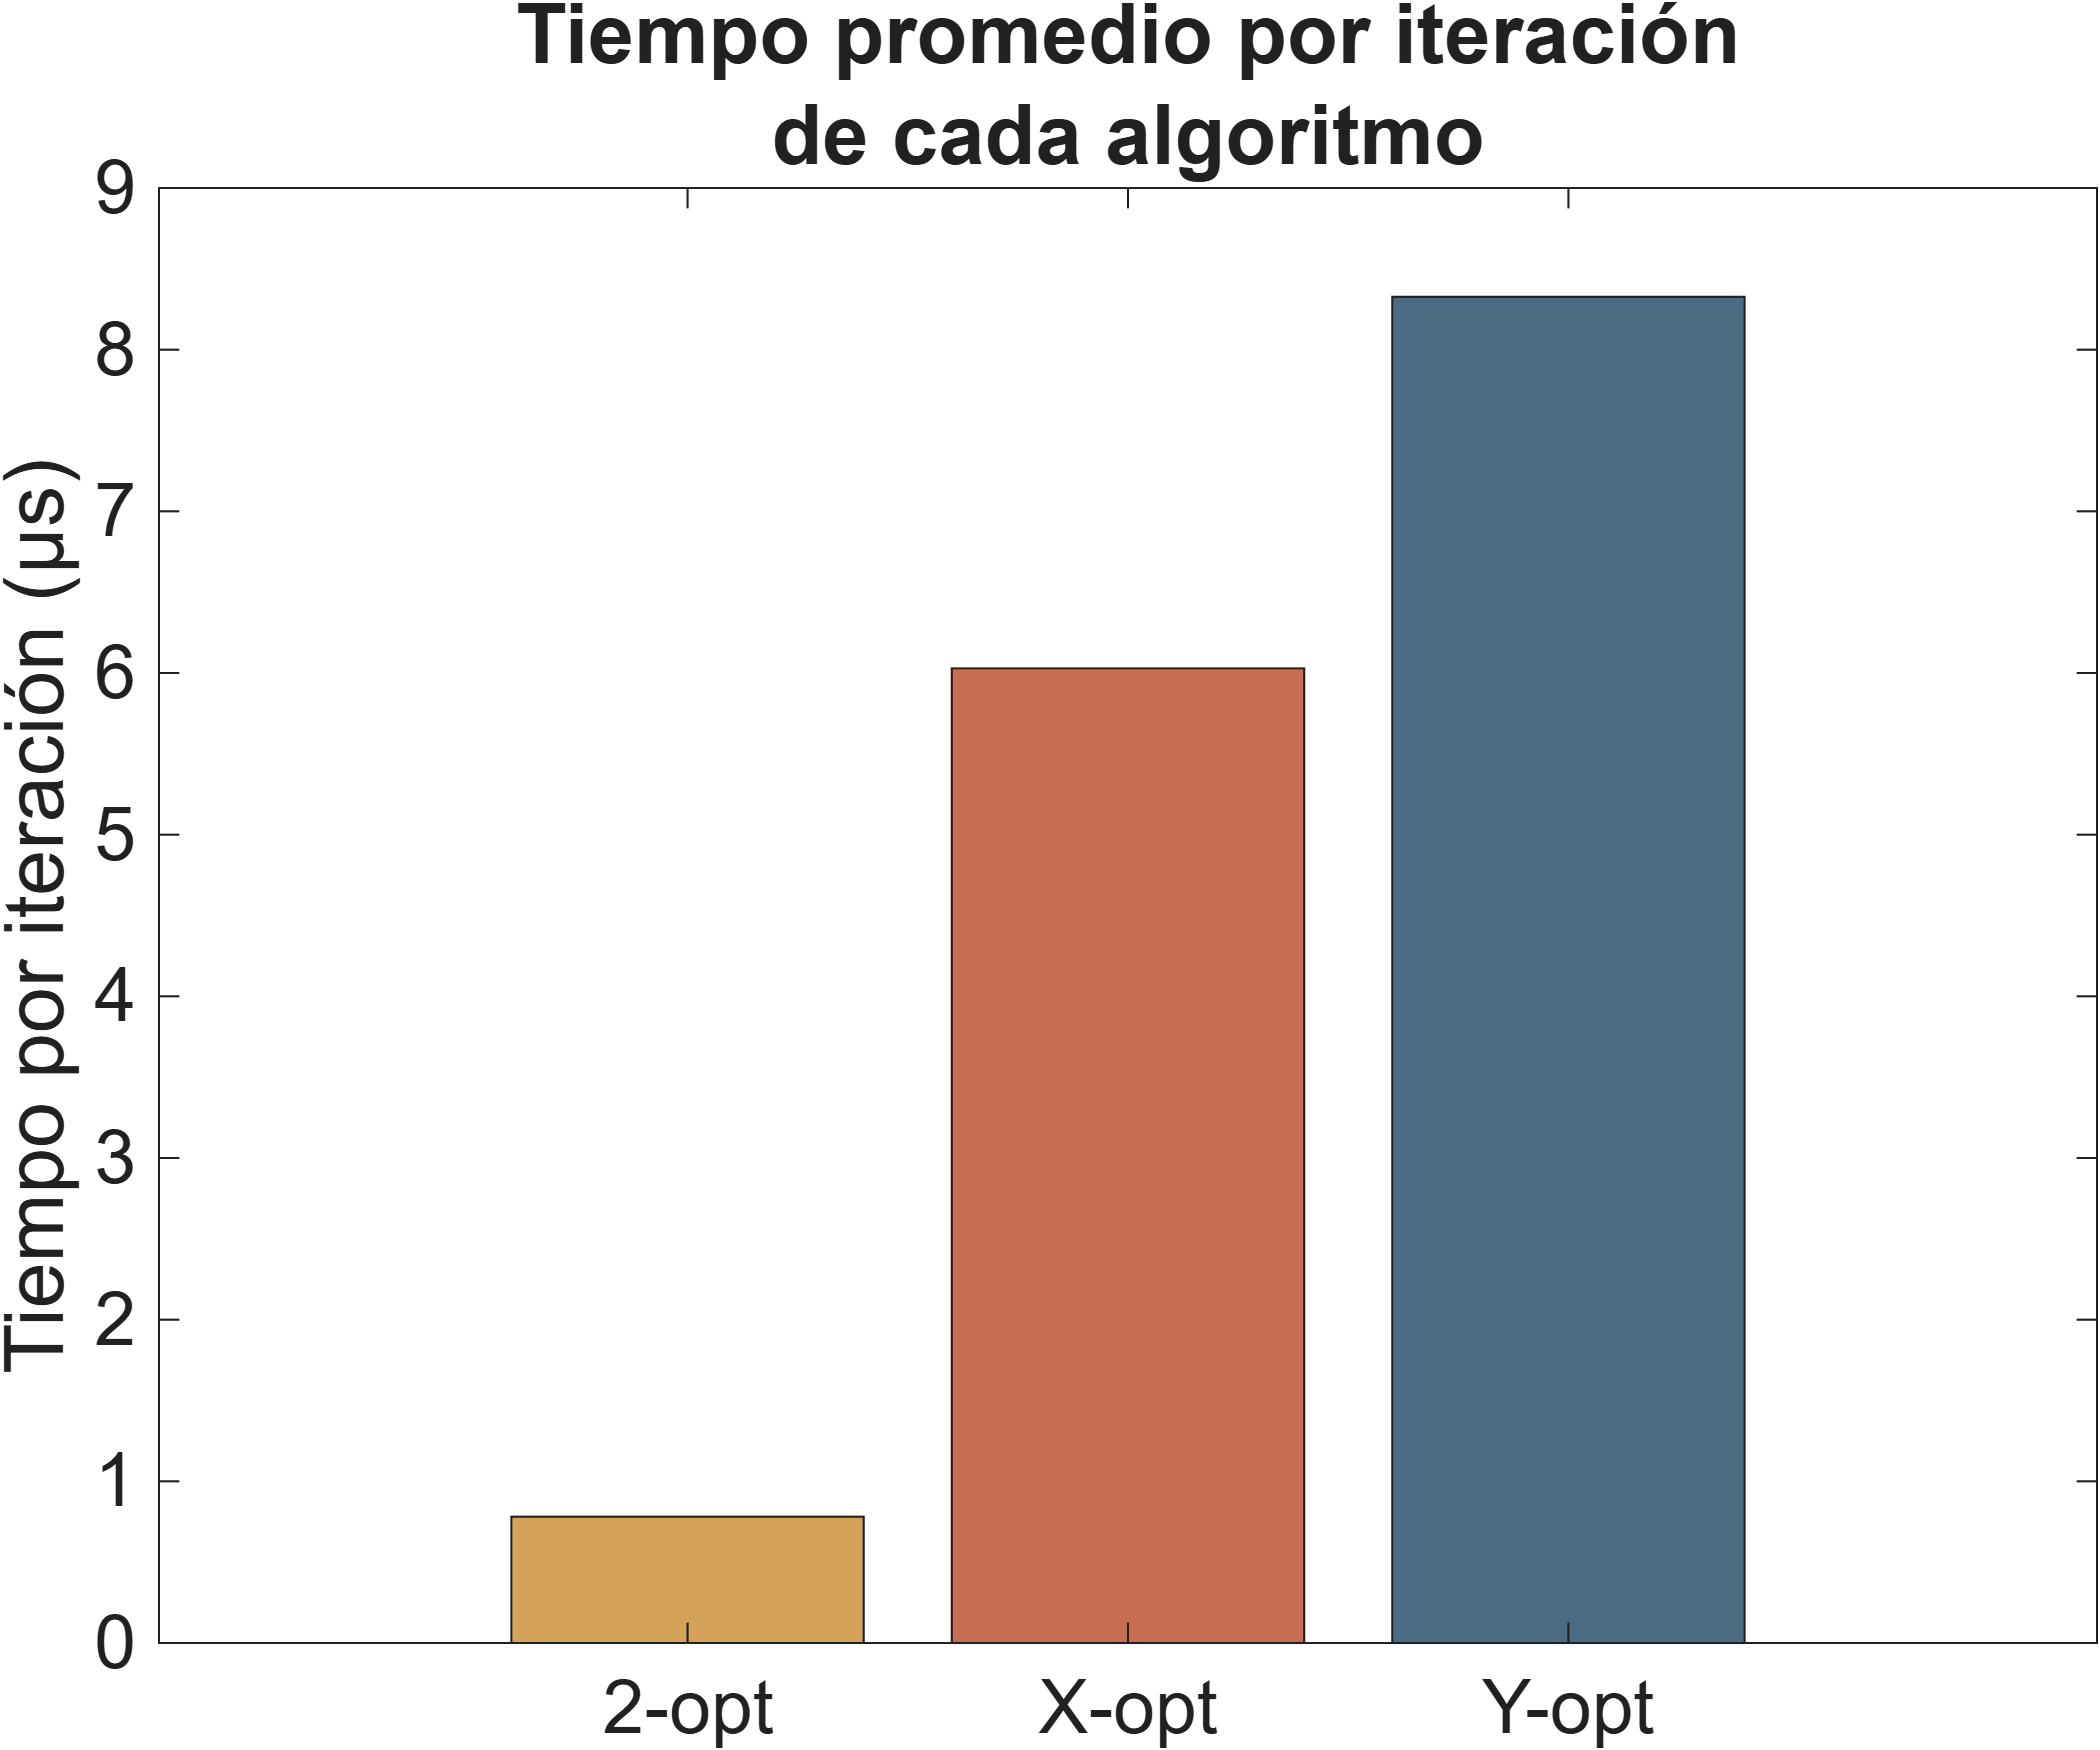 Tiempo promedio por iteración
de cada algoritmo
Tiempo por iteración (µs)
9
8
7
6
5
4
3
2
1
0
2-opt
X-opt
Y-opt